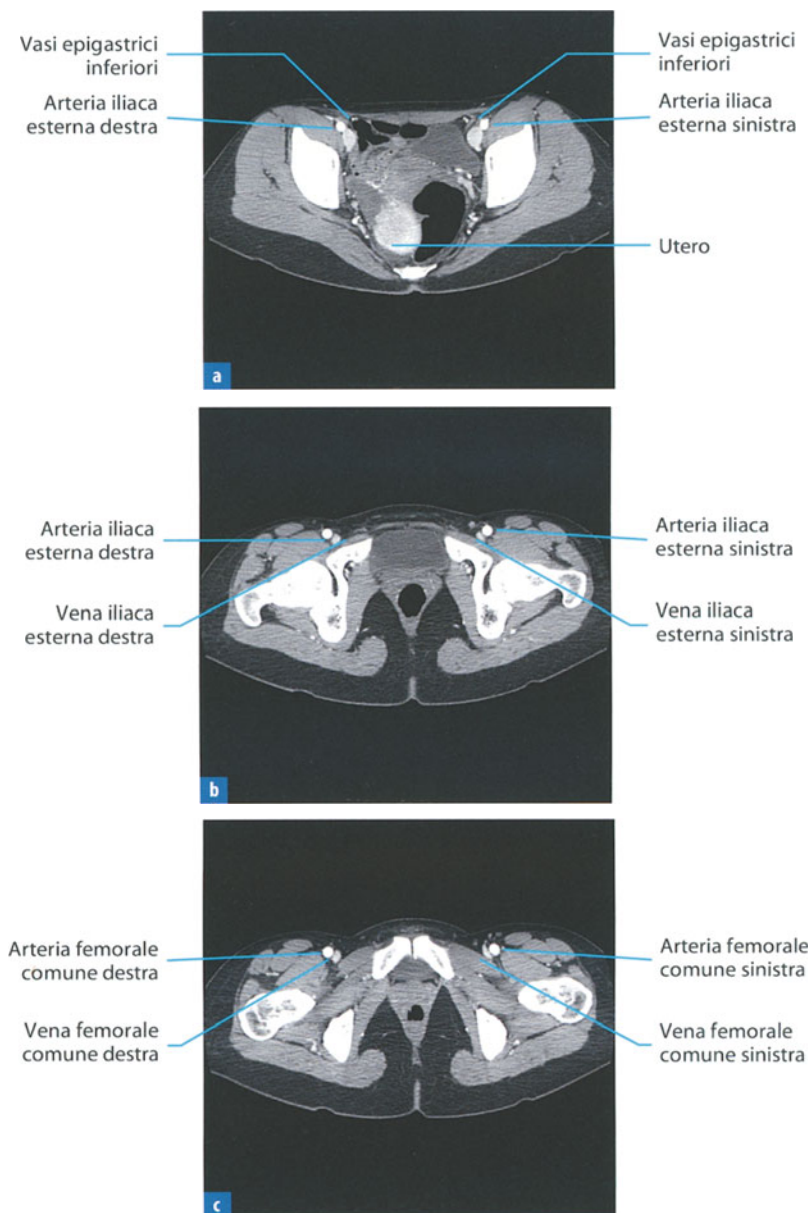 Vasi epigastrici
inferiori
Arteria iliaca
esterna destra
Vasi epigastrici
inferiori
Arteria iliaca
esterna sinistra
Utero
a
Arteria iliaca
esterna destra
Vena iliaca
esterna destra
Arteria iliaca
esterna sinistra
Vena iliaca
esterna sinistra
b
Arteria femorale
comune destra
Vena femorale
comune destra
Arteria femorale
comune sinistra
Vena femorale
comune sinistra
c